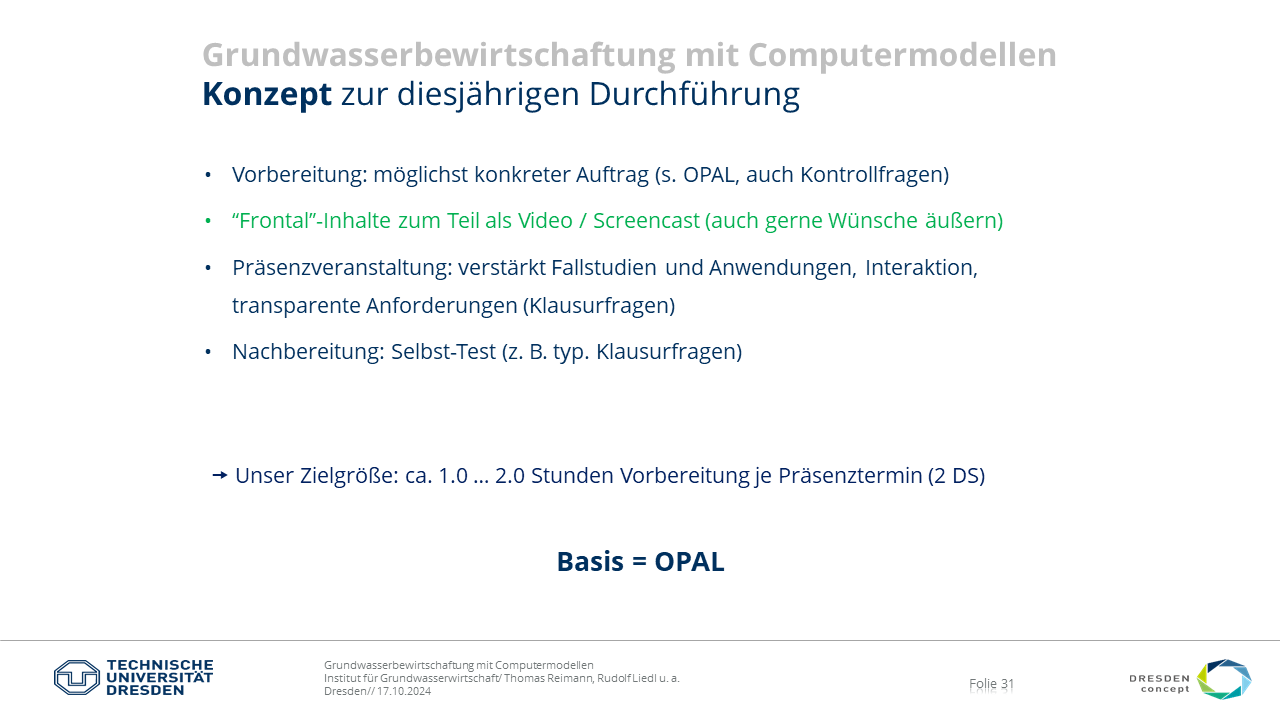 Grundwasserbewirtschaftung mit Computermodellen
Konzept zur diesjährigen Durchführung
• Vorbereitung: möglichst konkreter Auftrag (s. OPAL, auch Kontrollfragen)
• “Frontal”-Inhalte zum Teil als Video / Screencast (auch gerne Wünsche äußern)
• Präsenzveranstaltung: verstärkt Fallstudien und Anwendungen, Interaktion,
transparente Anforderungen (Klausurfragen)
• Nachbereitung: Selbst-Test (z. B. typ. Klausurfragen)
➞ Unser Zielgröße: ca. 1.0 … 2.0 Stunden Vorbereitung je Präsenztermin (2 DS)
Basis = OPAL
TECHNISCHE
UNIVERSITÄT
DRESDEN
Grundwasserbewirtschaftung mit Computermodellen
Institut für Grundwasserwirtschaft/ Thomas Reimann, Rudolf Liedl u. a.
Dresden// 17.10.2024
Folie 31
DRESDEN
concept